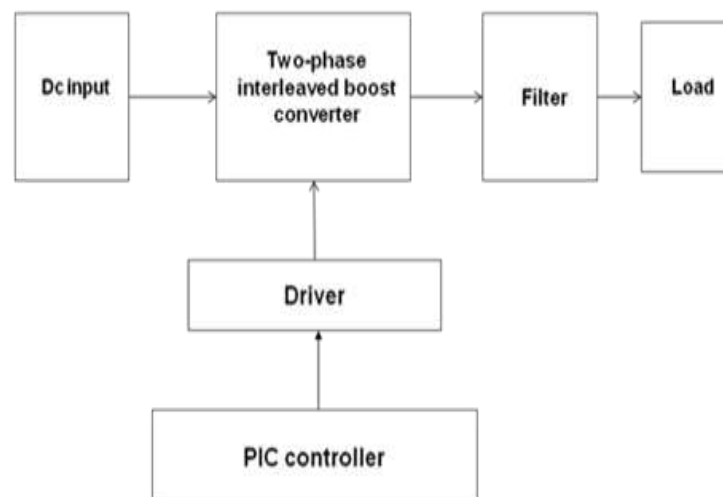 Dc input
Two-phase
interleaved boost
converter
Filter
Load
Driver
PIC controller